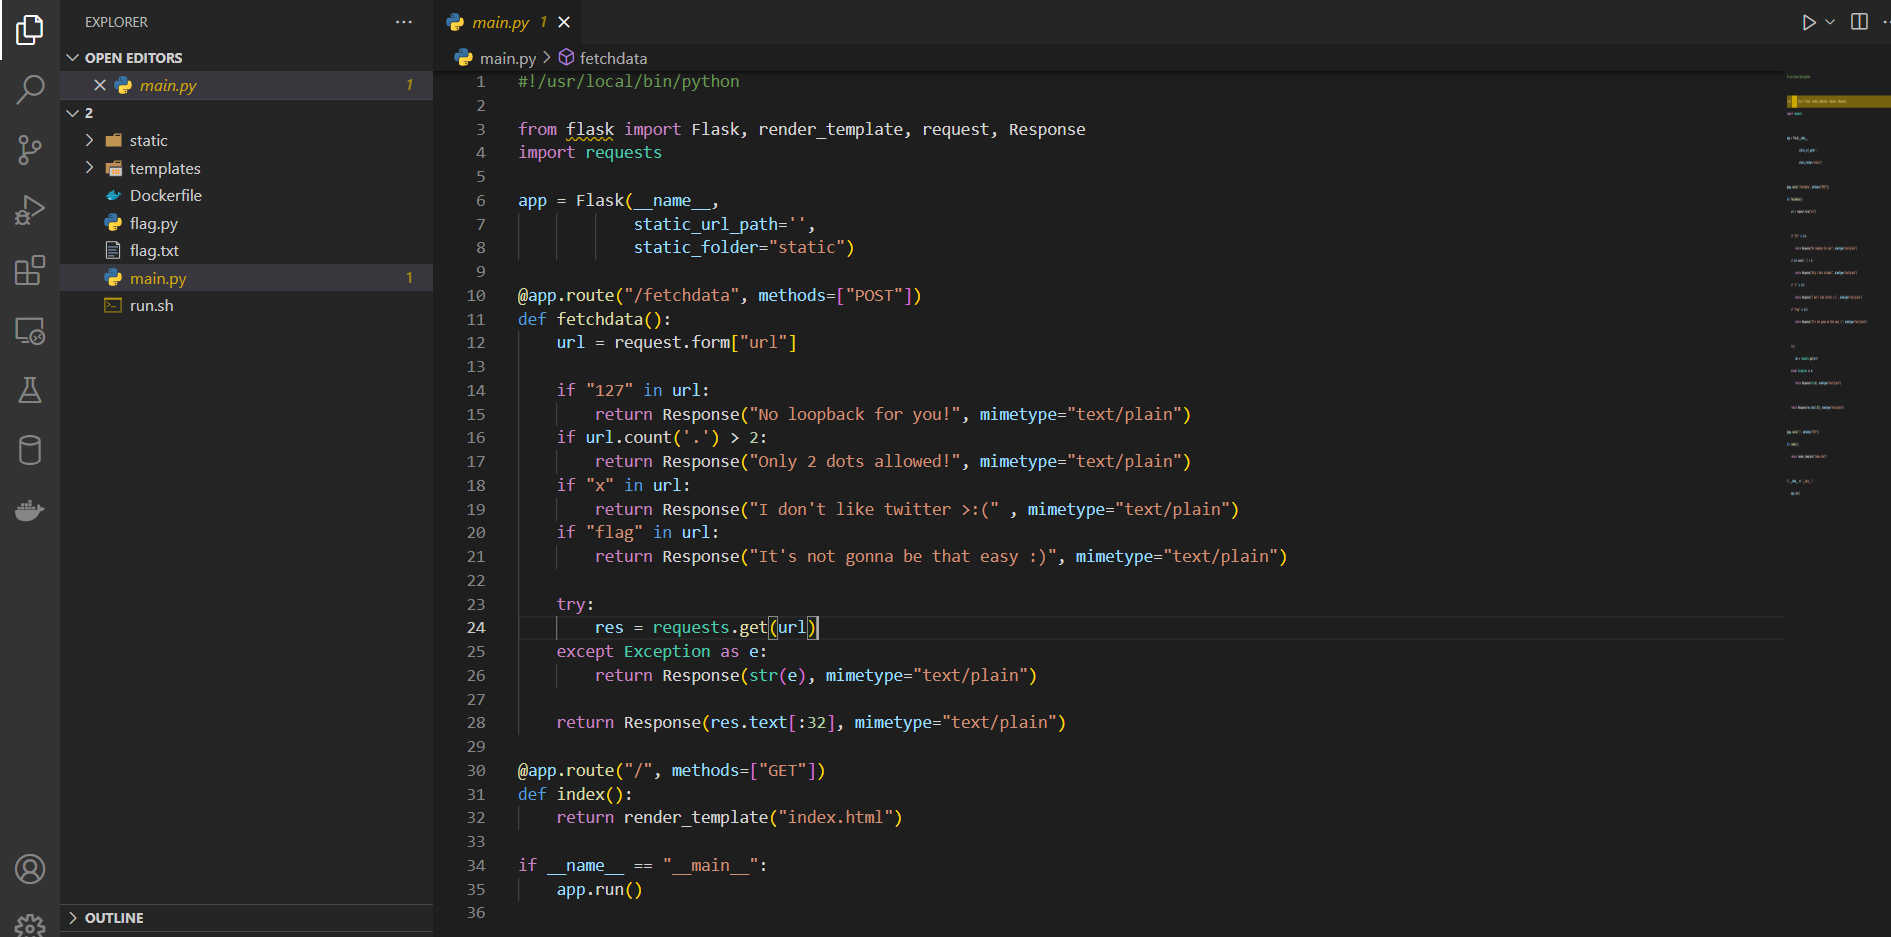 EXPLORER
OPEN EDITORS
main.py 1
2
static
templates
Dockerfile
flag.py
flag.txt
main.py 1
run.sh
OUTLINE
main.py 1
main.py > fetchdata
1 #!/usr/local/bin/python
2
3 from flask import Flask, render_template, request, Response
4 import requests
5
6 app = Flask(__name__,
7             static_url_path='',
8             static_folder="static")
9
10 @app.route("/fetchdata", methods=["POST"])
11 def fetchdata():
12     url = request.form["url"]
13
14     if "127" in url:
15         return Response("No loopback for you!", mimetype="text/plain")
16     if url.count('.') > 2:
17         return Response("Only 2 dots allowed!", mimetype="text/plain")
18     if "x" in url:
19         return Response("I don't like twitter >:(" , mimetype="text/plain")
20     if "flag" in url:
21         return Response("It's not gonna be that easy :)", mimetype="text/plain")
22
23     try:
24         res = requests.get(url)
25     except Exception as e:
26         return Response(str(e), mimetype="text/plain")
27
28     return Response(res.text[:32], mimetype="text/plain")
29
30 @app.route("/", methods=["GET"])
31 def index():
32     return render_template("index.html")
33
34 if __name__ == "__main__":
35     app.run()
36